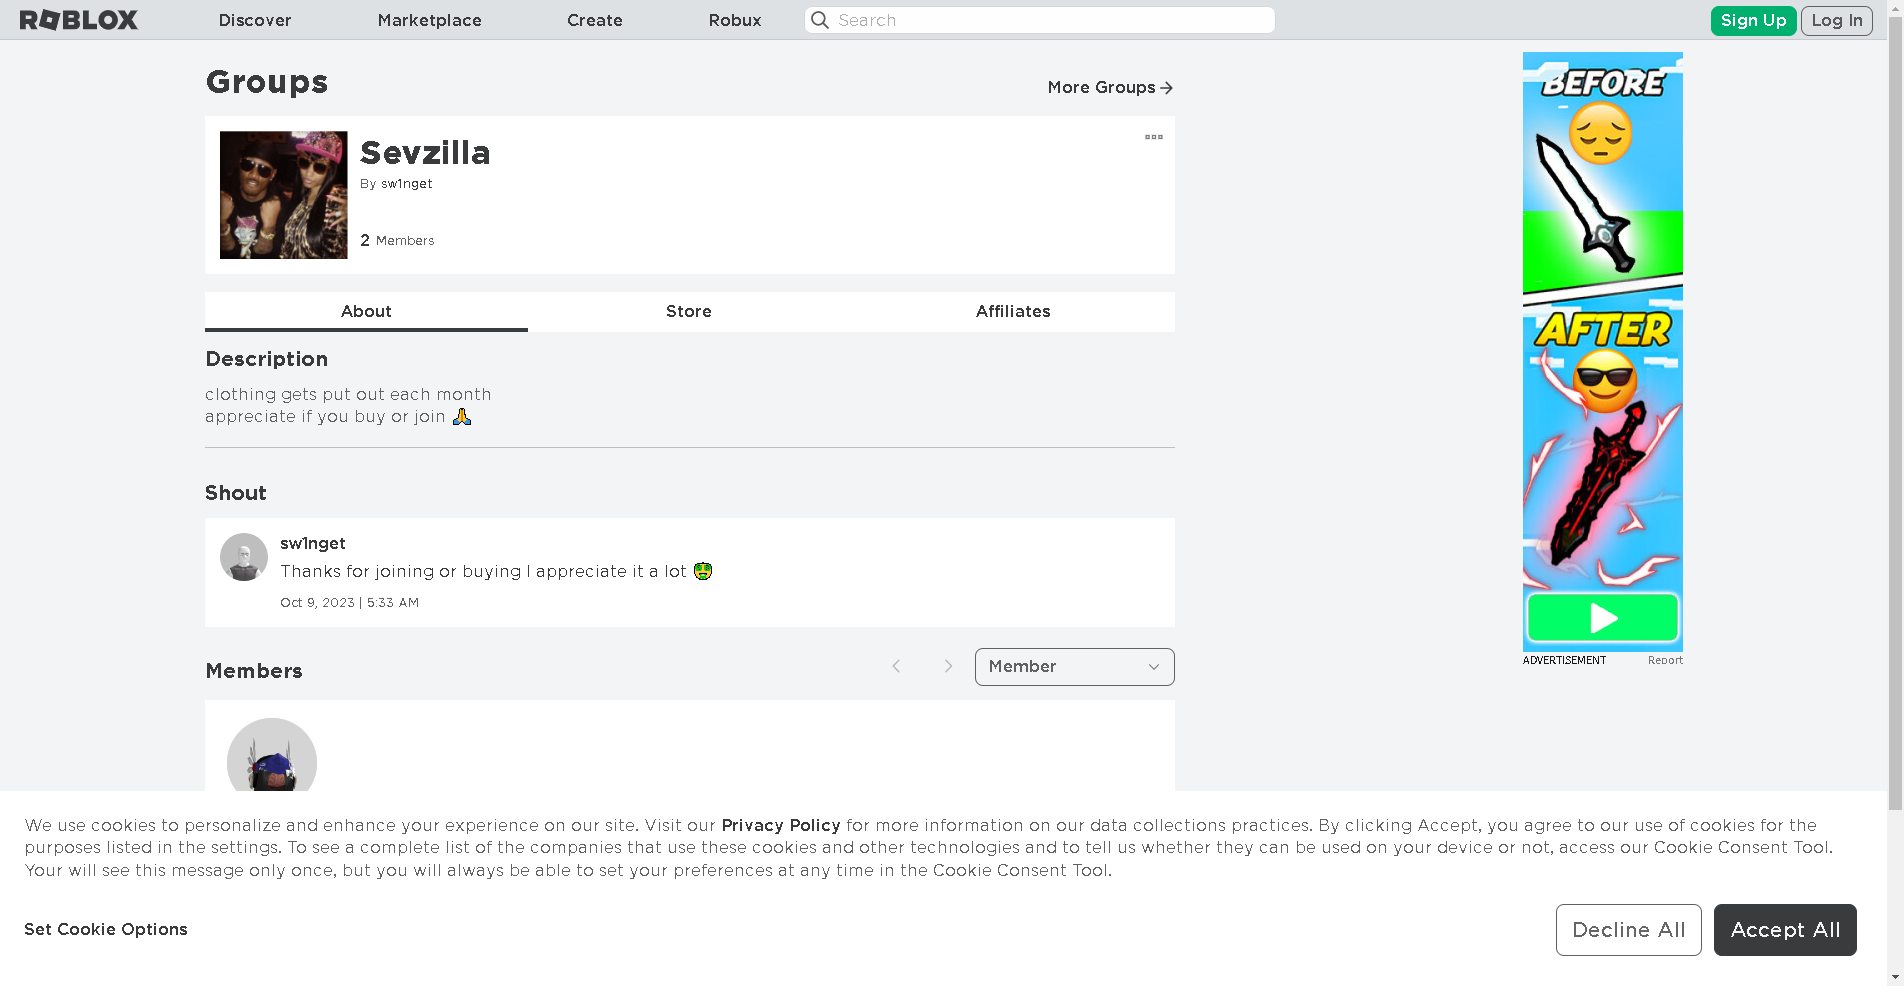 ROBLOX Discover Marketplace Create Robux Search Sign Up Log In
Groups
More Groups
Sevzilla
By sw1nget
2 Members
About Store Affiliates
Description
clothing gets put out each month
appreciate if you buy or join 🙏
Shout
sw1nget
Thanks for joining or buying I appreciate it a lot 🤑
Oct 9, 2023 | 5:33 AM
Members
Member
BEFORE
AFTER
ADVERTISEMENT Report
We use cookies to personalize and enhance your experience on our site. Visit our Privacy Policy for more information on our data collections practices. By clicking Accept, you agree to our use of cookies for the
purposes listed in the settings. To see a complete list of the companies that use these cookies and other technologies and to tell us whether they can be used on your device or not, access our Cookie Consent Tool.
Your will see this message only once, but you will always be able to set your preferences at any time in the Cookie Consent Tool.
Set Cookie Options
Decline All
Accept All